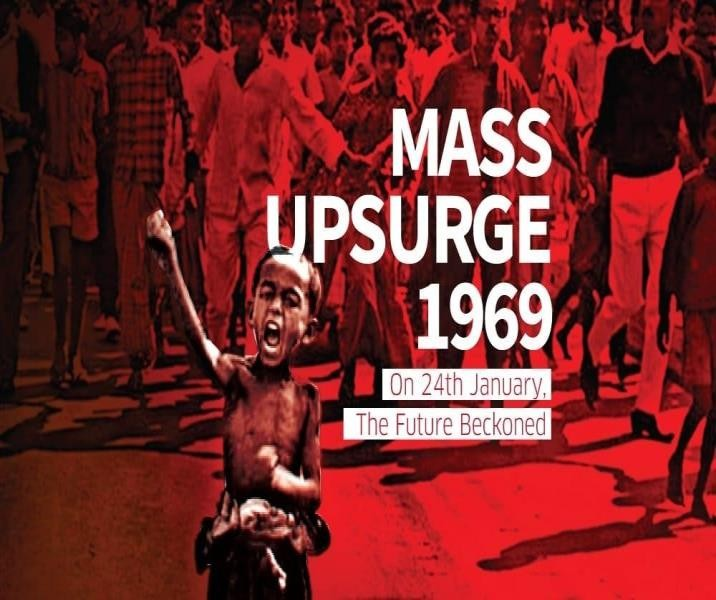 MASS
UPSURGE
1969
On 24th January,
The Future Beckoned